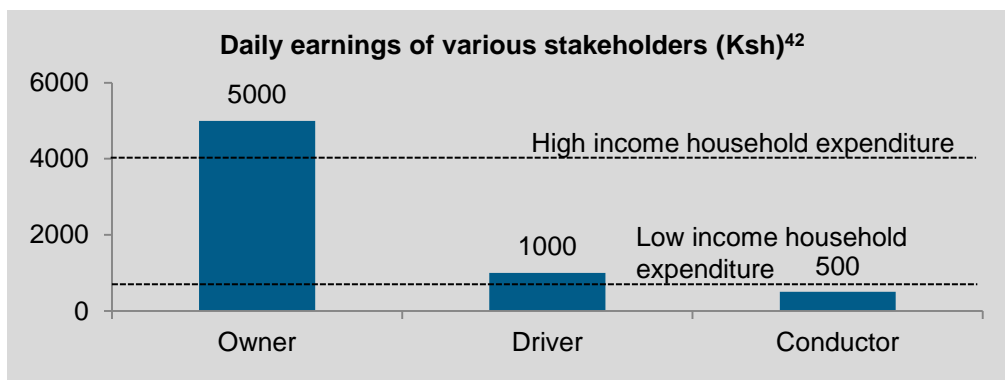 Daily earnings of various stakeholders (Ksh)42
6000
5000
High income household expenditure
4000
2000
Low income household
expenditure
1000
500
0
Owner
Driver
Conductor